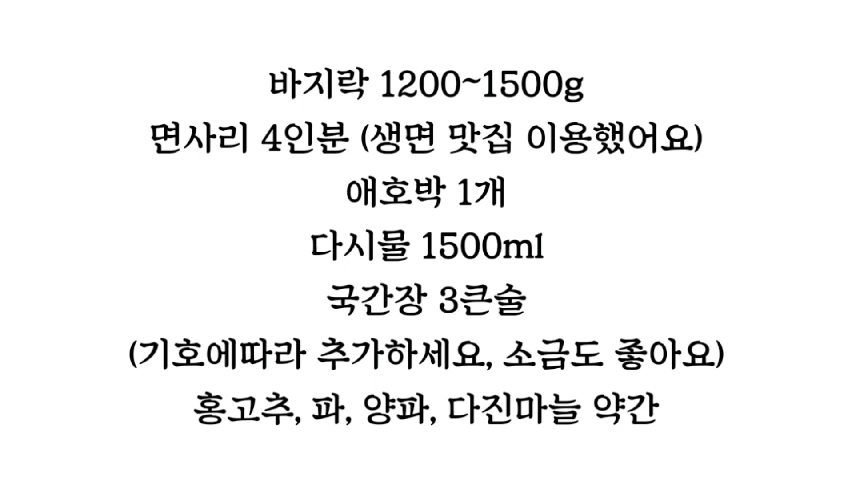 바지락 1200~1500g
면사리 4인분 (생면 맛집 이용했어요)
애호박 1개
다시물 1500ml
국간장 3큰술
(기호에따라 추가하세요, 소금도 좋아요)
홍고추, 파, 양파, 다진마늘 약간